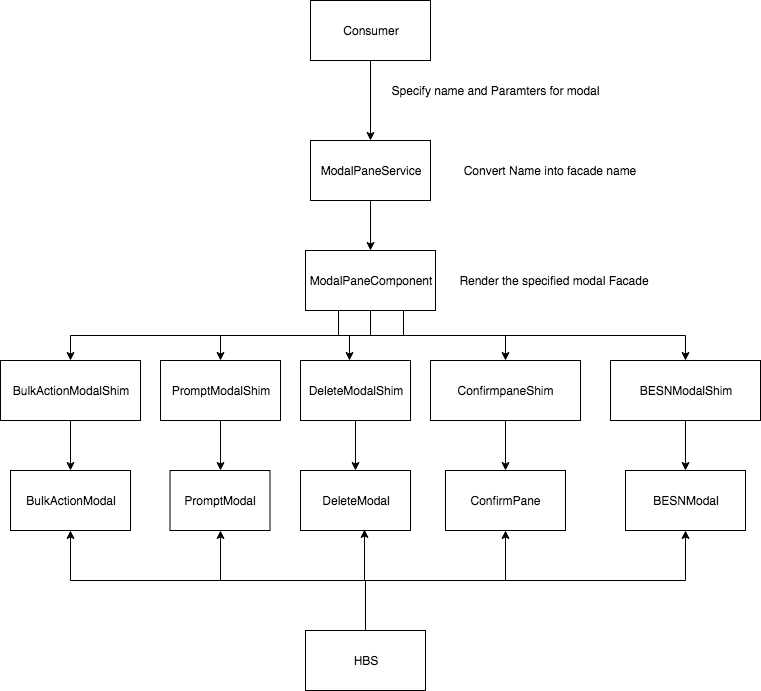 Consumer
Specify name and Paramters for modal
ModalPaneService
Convert Name into facade name
ModalPaneComponent
Render the specified modal Facade
BulkActionModalShim
PromptModalShim
DeleteModalShim
ConfirmpaneShim
BESNModalShim
BulkActionModal
PromptModal
DeleteModal
ConfirmPane
BESNModal
HBS